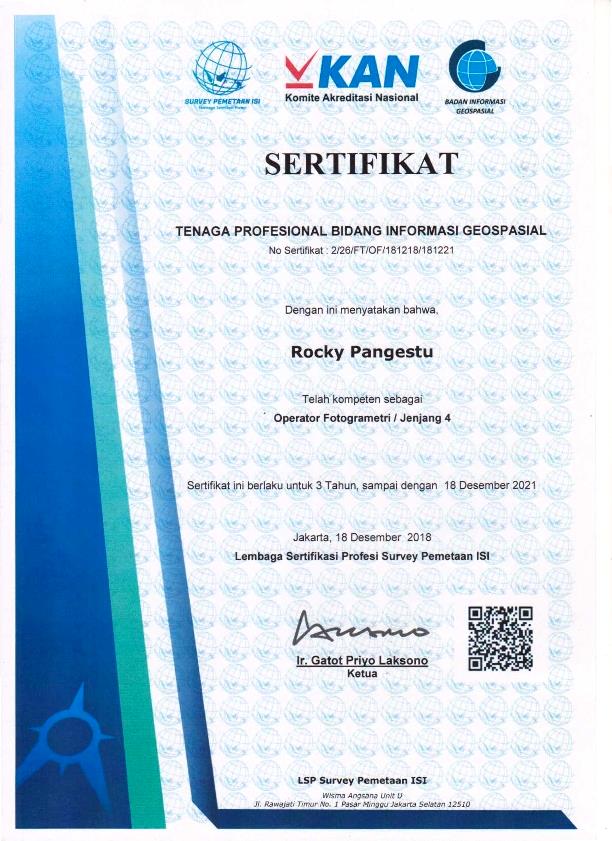 SURVEY PEMETAAN ISI
KAN
Komite Akreditasi Nasional
BADAN INFORMASI
GEOSPASIAL
SERTIFIKAT
TENAGA PROFESIONAL BIDANG INFORMASI GEOSPASIAL
No Sertifikat : 2/26/FT/OF/181218/181221
Dengan ini menyatakan bahwa,
Rocky Pangestu
Telah kompeten sebagai
Operator Fotogrametri / Jenjang 4
Sertifikat ini berlaku untuk 3 Tahun, sampai dengan 18 Desember 2021
Jakarta, 18 Desember 2018
Lembaga Sertifikasi Profesi Survey Pemetaan ISI
Ir. Gatot Priyo Laksono
Ketua
LSP Survey Pemetaan ISI
Wisma Angsana Unit U
Jl. Rawajati Timur No. 1 Pasar Minggu Jakarta Selatan 12510